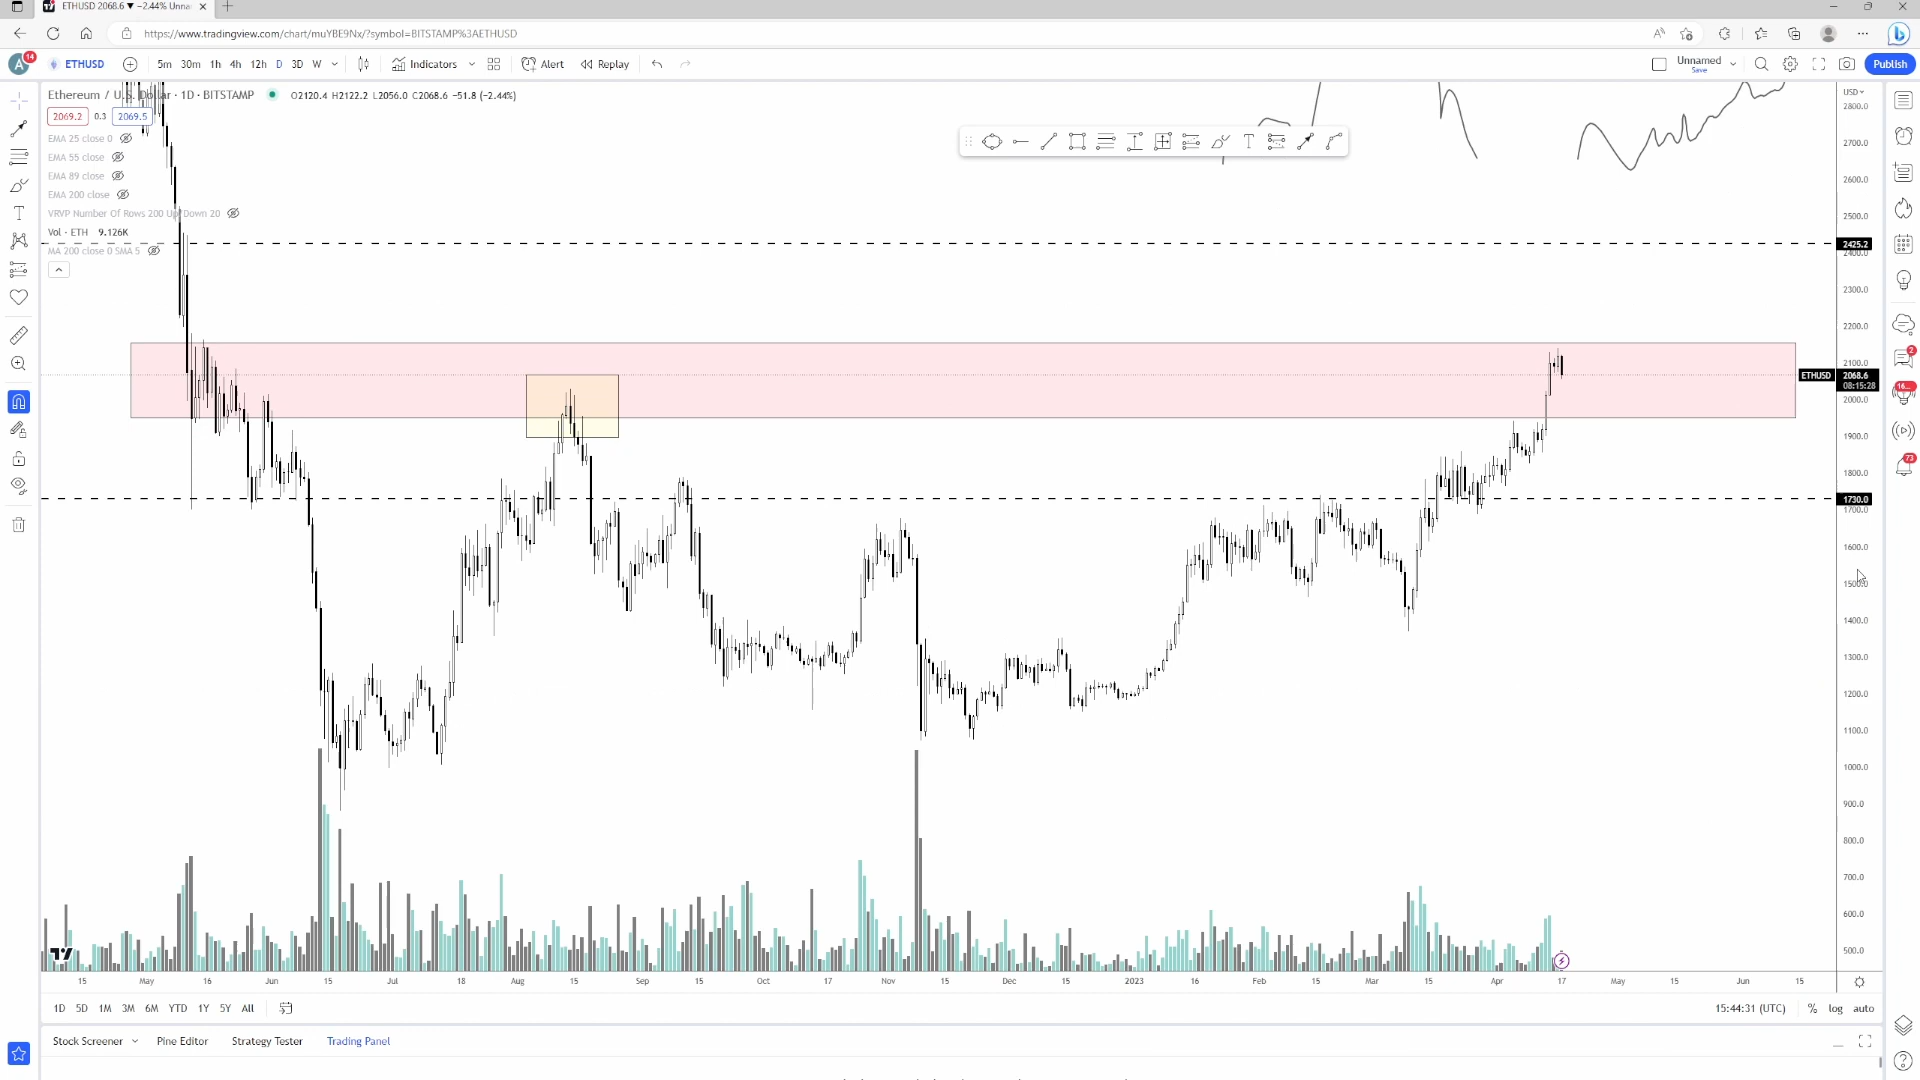 ETHUSD 2068.6 ▼ −2.44% Unna
https://www.tradingview.com/chart/muYBE9Nx/?symbol=BITSTAMP%3AETHUSD
A 14 ETHUSD 5m 30m 1h 4h 12h D 3D W Indicators Alert Replay Unnamed Save Publish
Ethereum / U.S. Dollar · 1D · BITSTAMP O2120.4 H2122.2 L2056.0 C2068.6 −51.8 (−2.44%)
2069.2 0.3 2069.5
EMA 25 close 0
EMA 55 close
EMA 89 close
EMA 200 close
VRVP Number Of Rows 200 Up/Down 20
Vol · ETH 9.126K
MA 200 close 0 SMA 5
USD
2800.0
2700.0
2600.0
2500.0
2425.2
2400.0
2300.0
2200.0
2100.0
ETHUSD 2068.6
08:15:28
2000.0
1900.0
1800.0
1730.0
1700.0
1600.0
1500.0
1400.0
1300.0
1200.0
1100.0
1000.0
900.0
800.0
700.0
600.0
500.0
2
16...
73
15 May 16 Jun 15 Jul 18 Aug 15 Sep 15 Oct 17 Nov 15 Dec 15 2023 16 Feb 15 Mar 15 Apr 17 May 15 Jun 15
1D 5D 1M 3M 6M YTD 1Y 5Y All 15:44:31 (UTC) % log auto
Stock Screener Pine Editor Strategy Tester Trading Panel